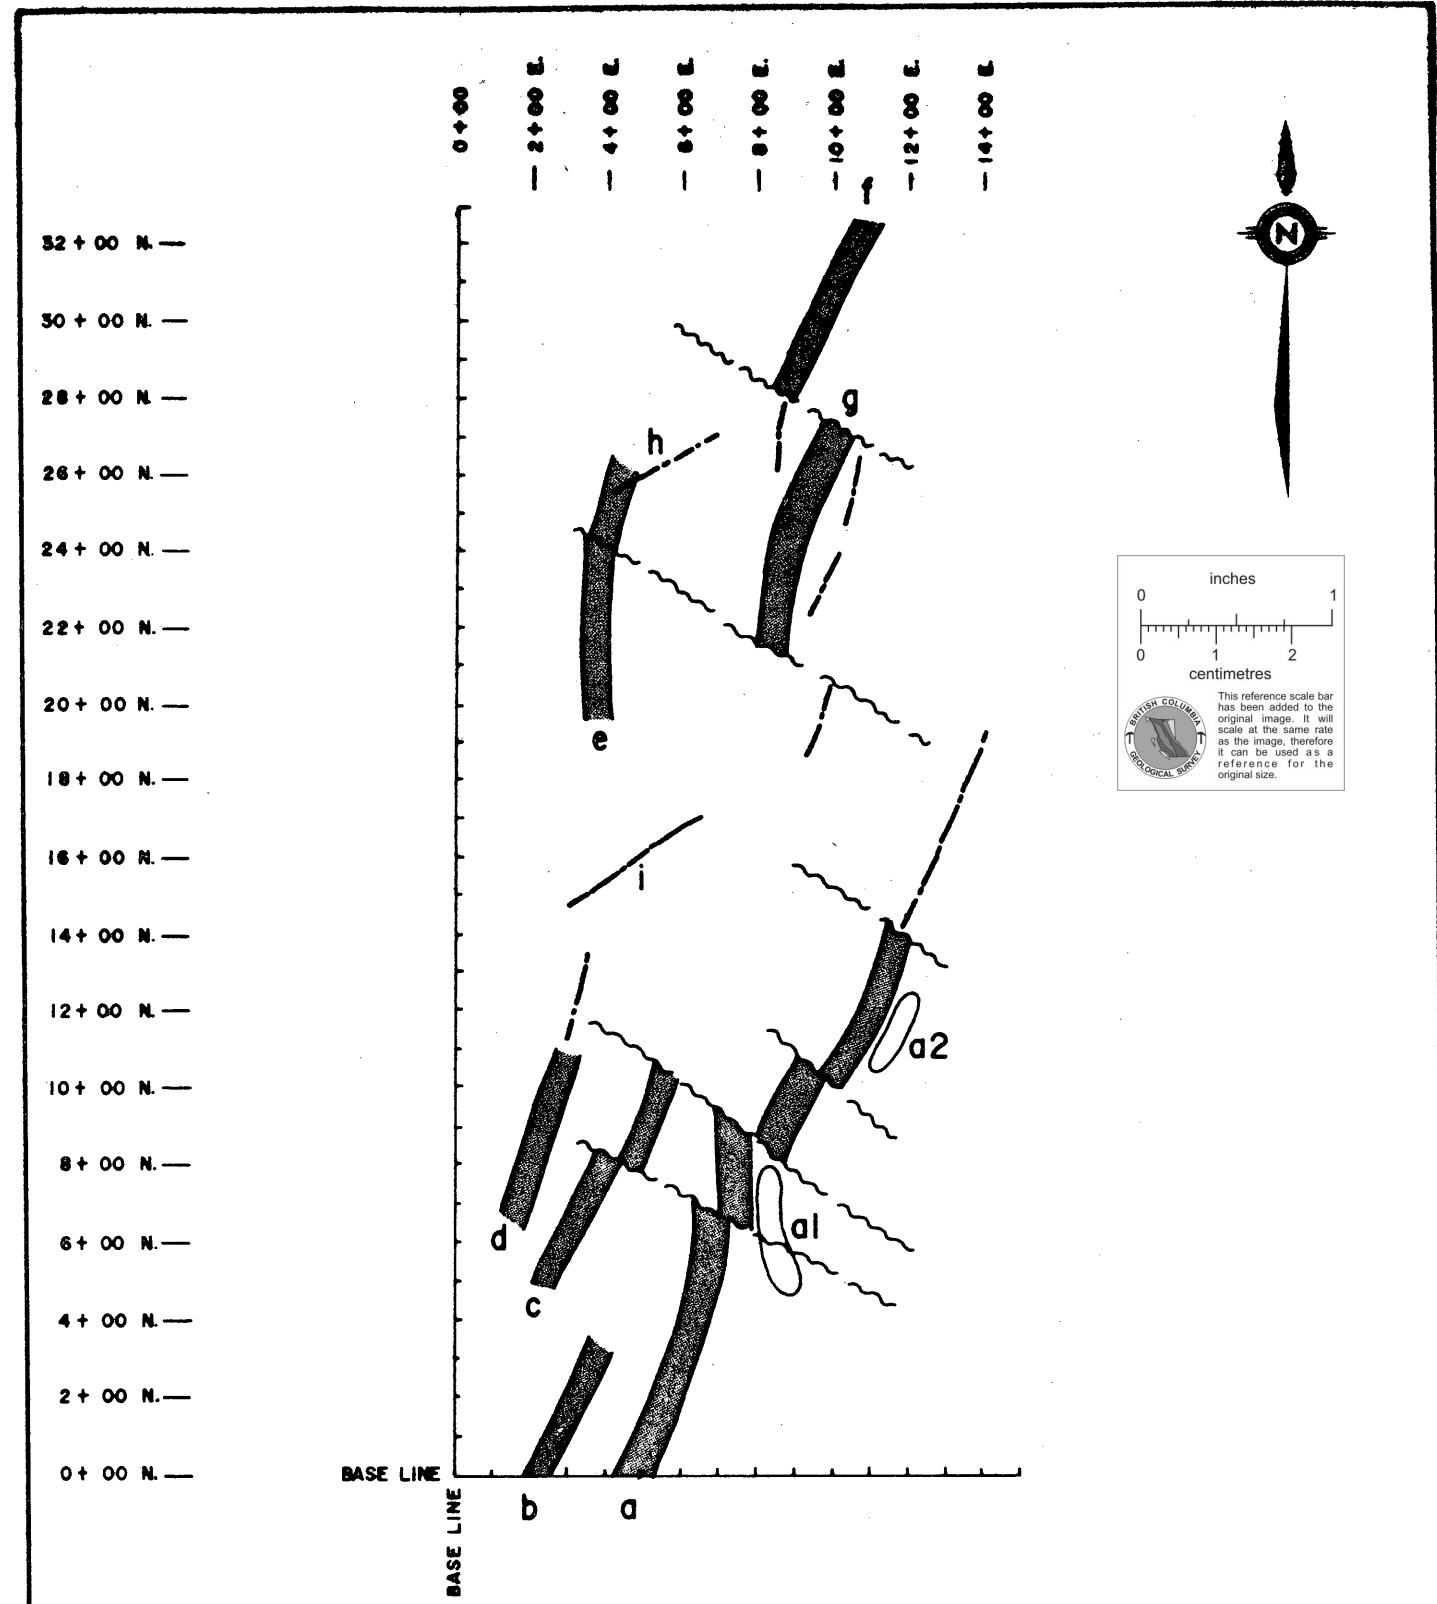 0+00
2+00 E.
4+00 E.
6+00 E.
8+00 E.
10+00 E.
12+00 E.
14+00 E.
f
N
32+00 N.
30+00 N.
28+00 N.
g
h
26+00 N.
24+00 N.
22+00 N.
20+00 N.
e
18+00 N.
16+00 N.
i
14+00 N.
12+00 N.
a2
10+00 N.
8+00 N.
a1
6+00 N.
d
c
4+00 N.
2+00 N.
0+00 N.
BASE LINE
b
a
BASE LINE
inches
0 1
0 1 2
centimetres
BRITISH COLUMBIA
GEOLOGICAL SURVEY
This reference scale bar
has been added to the
original image. It will
scale at the same rate
as the image, therefore
it can be used as a
reference for the
original size.